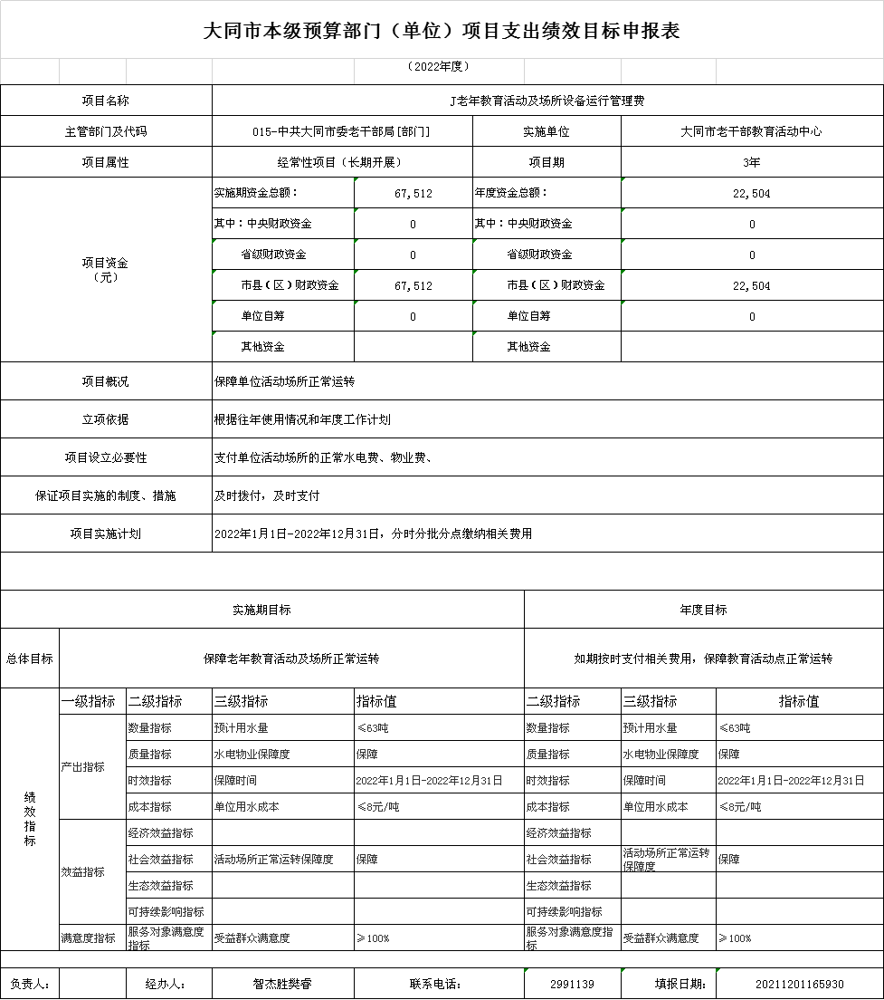 大同市本级预算部门（单位）项目支出绩效目标申报表
（2022年度）
项目名称 J老年教育活动及场所设备运行管理费
主管部门及代码 015-中共大同市委老干部局[部门] 实施单位 大同市老干部教育活动中心
项目属性 经常性项目（长期开展） 项目期 3年
项目资金
（元）
实施期资金总额： 67,512 年度资金总额： 22,504
其中：中央财政资金 0 其中：中央财政资金 0
省级财政资金 0 省级财政资金 0
市县（区）财政资金 67,512 市县（区）财政资金 22,504
单位自筹 0 单位自筹 0
其他资金 其他资金
项目概况 保障单位活动场所正常运转
立项依据 根据往年使用情况和年度工作计划
项目设立必要性 支付单位活动场所的正常水电费、物业费、
保证项目实施的制度、措施 及时拨付，及时支付
项目实施计划 2022年1月1日-2022年12月31日，分时分批分点缴纳相关费用
实施期目标 年度目标
总体目标 保障老年教育活动及场所正常运转 如期按时支付相关费用，保障教育活动点正常运转
绩效指标
一级指标 二级指标 三级指标 指标值 二级指标 三级指标 指标值
产出指标
数量指标 预计用水量 ≤63吨 数量指标 预计用水量 ≤63吨
质量指标 水电物业保障度 保障 质量指标 水电物业保障度 保障
时效指标 保障时间 2022年1月1日-2022年12月31日 时效指标 保障时间 2022年1月1日-2022年12月31日
成本指标 单位用水成本 ≤8元/吨 成本指标 单位用水成本 ≤8元/吨
效益指标
经济效益指标 经济效益指标
社会效益指标 活动场所正常运转保障度 保障 社会效益指标 活动场所正常运转
保障度 保障
生态效益指标 生态效益指标
可持续影响指标 可持续影响指标
满意度指标 服务对象满意度
指标 受益群众满意度 ≥100% 服务对象满意度指
标 受益群众满意度 ≥100%
负责人： 经办人： 智杰胜樊睿 联系电话： 2991139 填报日期： 20211201165930